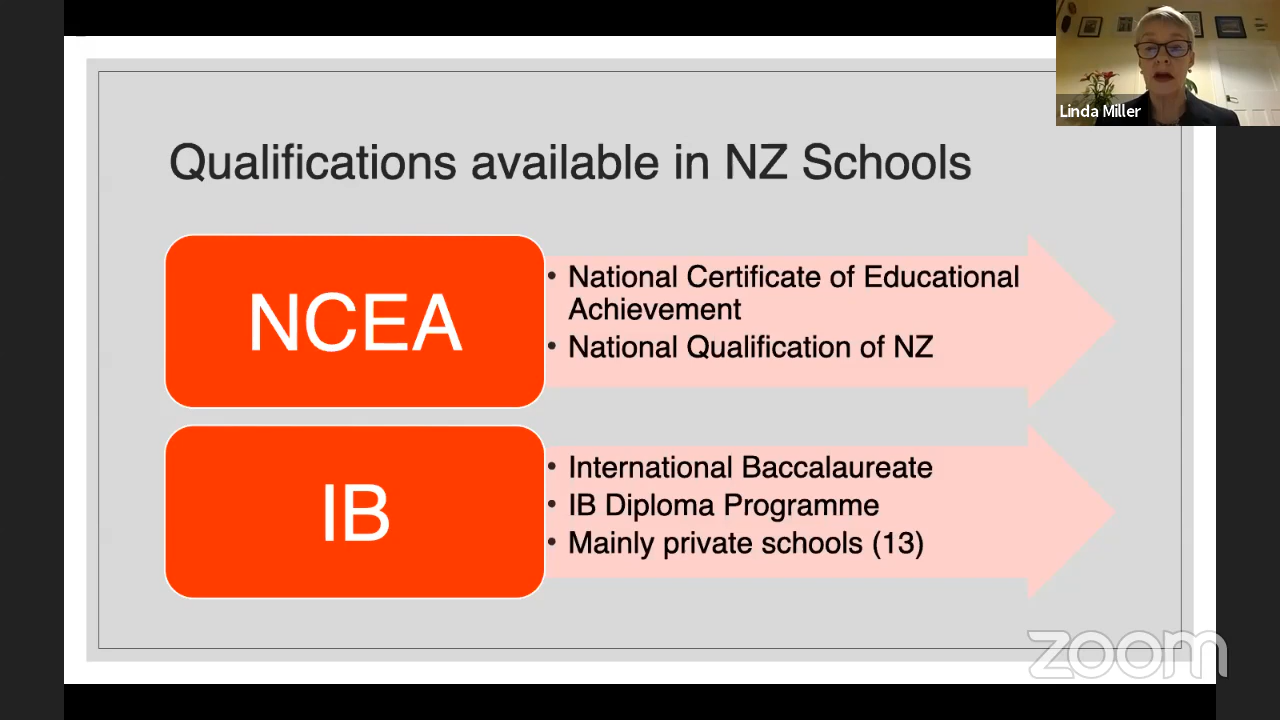 Linda Miller
Qualifications available in NZ Schools
NCEA
• National Certificate of Educational
Achievement
• National Qualification of NZ
IB
• International Baccalaureate
• IB Diploma Programme
• Mainly private schools (13)
zoom